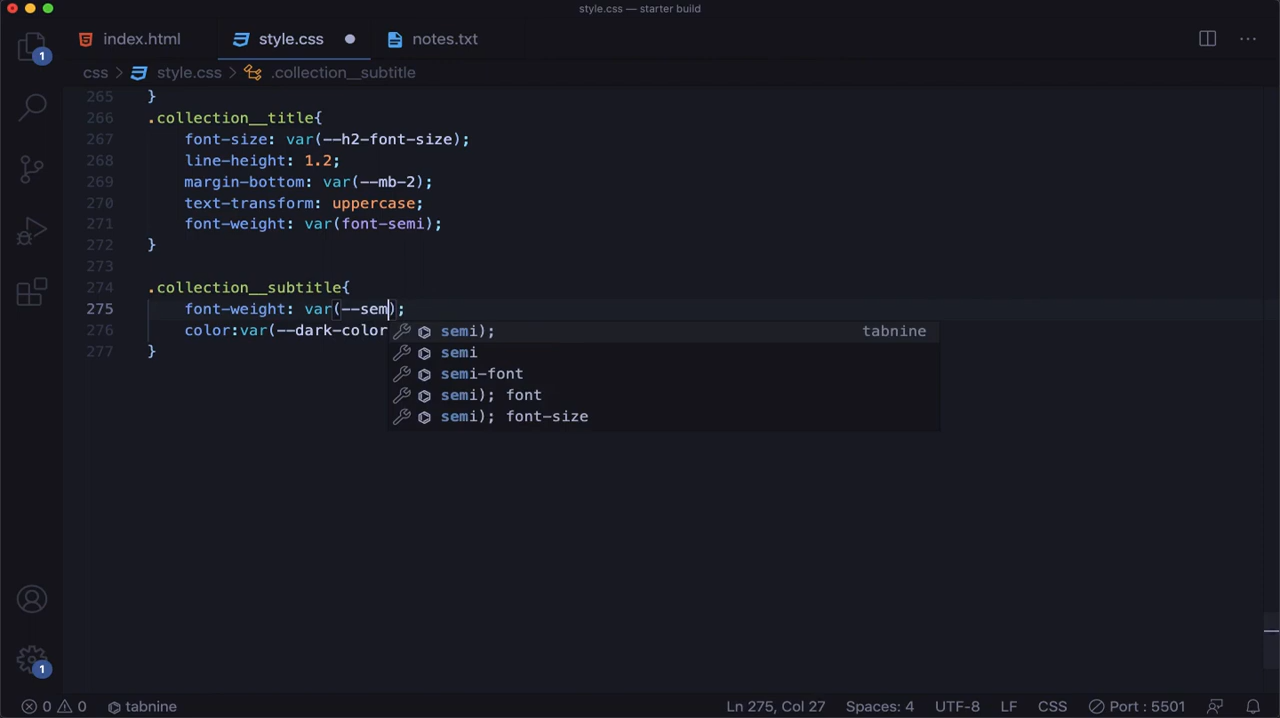 style.css — starter build
index.html style.css notes.txt
css > style.css > .collection__subtitle
265 }
266 .collection__title{
267 font-size: var(--h2-font-size);
268 line-height: 1.2;
269 margin-bottom: var(--mb-2);
270 text-transform: uppercase;
271 font-weight: var(font-semi);
272 }
273
274 .collection__subtitle{
275 font-weight: var(--sem);
276 color:var(--dark-color
semi); tabnine
277 }
semi
semi-font
semi); font
semi); font-size
1
1
0 0 tabnine Ln 275, Col 27 Spaces: 4 UTF-8 LF CSS Port : 5501